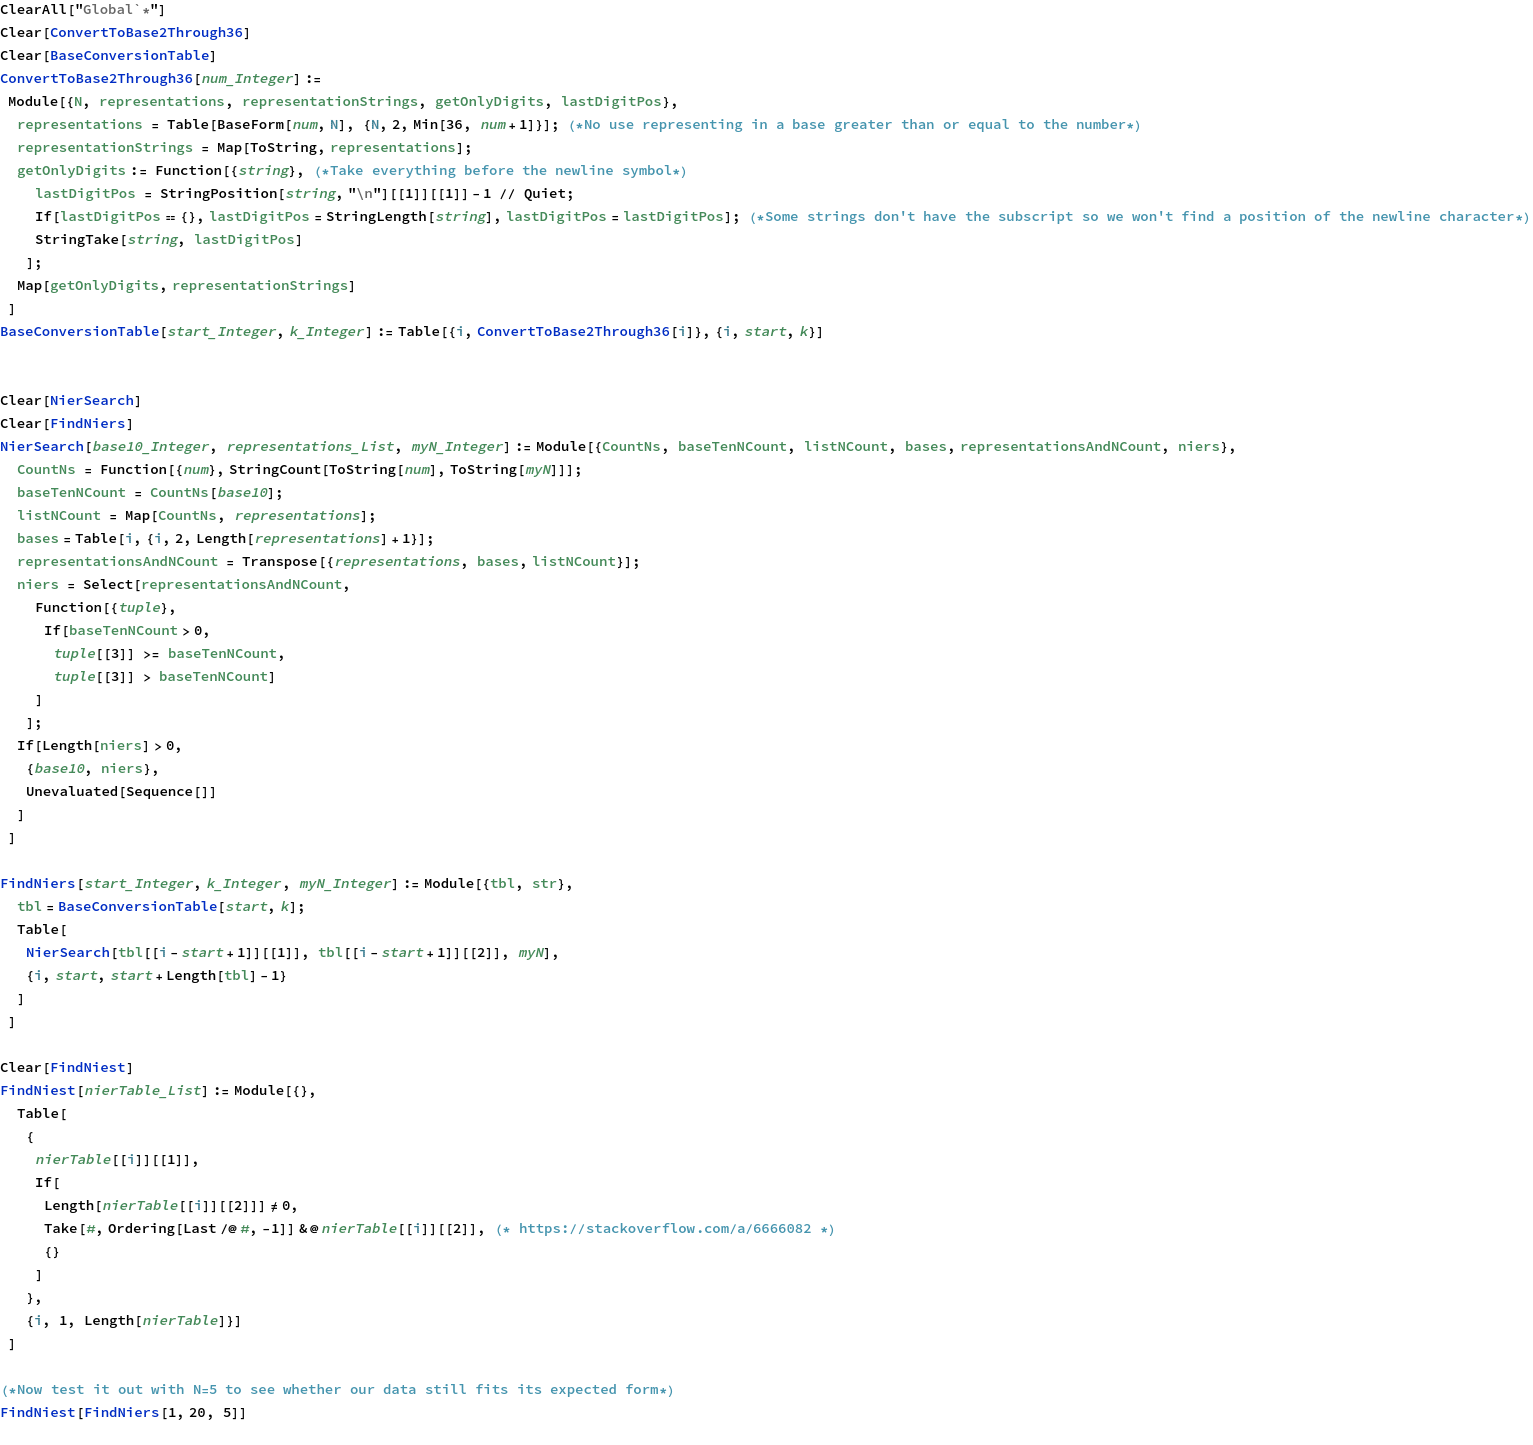 ClearAll["Global`*"]
Clear[ConvertToBase2Through36]
Clear[BaseConversionTable]
ConvertToBase2Through36[num_Integer] :=
Module[{N, representations, representationStrings, getOnlyDigits, lastDigitPos},
representations = Table[BaseForm[num, N], {N, 2, Min[36, num + 1]}]; (*No use representing in a base greater than or equal to the number*)
representationStrings = Map[ToString, representations];
getOnlyDigits := Function[{string}, (*Take everything before the newline symbol*)
lastDigitPos = StringPosition[string, "\n"][[1]][[1]] - 1 // Quiet;
If[lastDigitPos == {}, lastDigitPos = StringLength[string], lastDigitPos = lastDigitPos]; (*Some strings don't have the subscript so we won't find a position of the newline character*)
StringTake[string, lastDigitPos]
];
Map[getOnlyDigits, representationStrings]
]
BaseConversionTable[start_Integer, k_Integer] := Table[{i, ConvertToBase2Through36[i]}, {i, start, k}]
Clear[NierSearch]
Clear[FindNiers]
NierSearch[base10_Integer, representations_List, myN_Integer] := Module[{CountNs, baseTenNCount, listNCount, bases, representationsAndNCount, niers},
CountNs = Function[{num}, StringCount[ToString[num], ToString[myN]]];
baseTenNCount = CountNs[base10];
listNCount = Map[CountNs, representations];
bases = Table[i, {i, 2, Length[representations] + 1}];
representationsAndNCount = Transpose[{representations, bases, listNCount}];
niers = Select[representationsAndNCount,
Function[{tuple},
If[baseTenNCount > 0,
tuple[[3]] >= baseTenNCount,
tuple[[3]] > baseTenNCount]
]
];
If[Length[niers] > 0,
{base10, niers},
Unevaluated[Sequence[]]
]
]
FindNiers[start_Integer, k_Integer, myN_Integer] := Module[{tbl, str},
tbl = BaseConversionTable[start, k];
Table[
NierSearch[tbl[[i - start + 1]][[1]], tbl[[i - start + 1]][[2]], myN],
{i, start, start + Length[tbl] - 1}
]
]
Clear[FindNiest]
FindNiest[nierTable_List] := Module[{},
Table[
{
nierTable[[i]][[1]],
If[
Length[nierTable[[i]][[2]]] ≠ 0,
Take[#, Ordering[Last /@ #, -1]] & @ nierTable[[i]][[2]], (* https://stackoverflow.com/a/6666082 *)
{}
]
},
{i, 1, Length[nierTable]}]
]
(*Now test it out with N=5 to see whether our data still fits its expected form*)
FindNiest[FindNiers[1, 20, 5]]